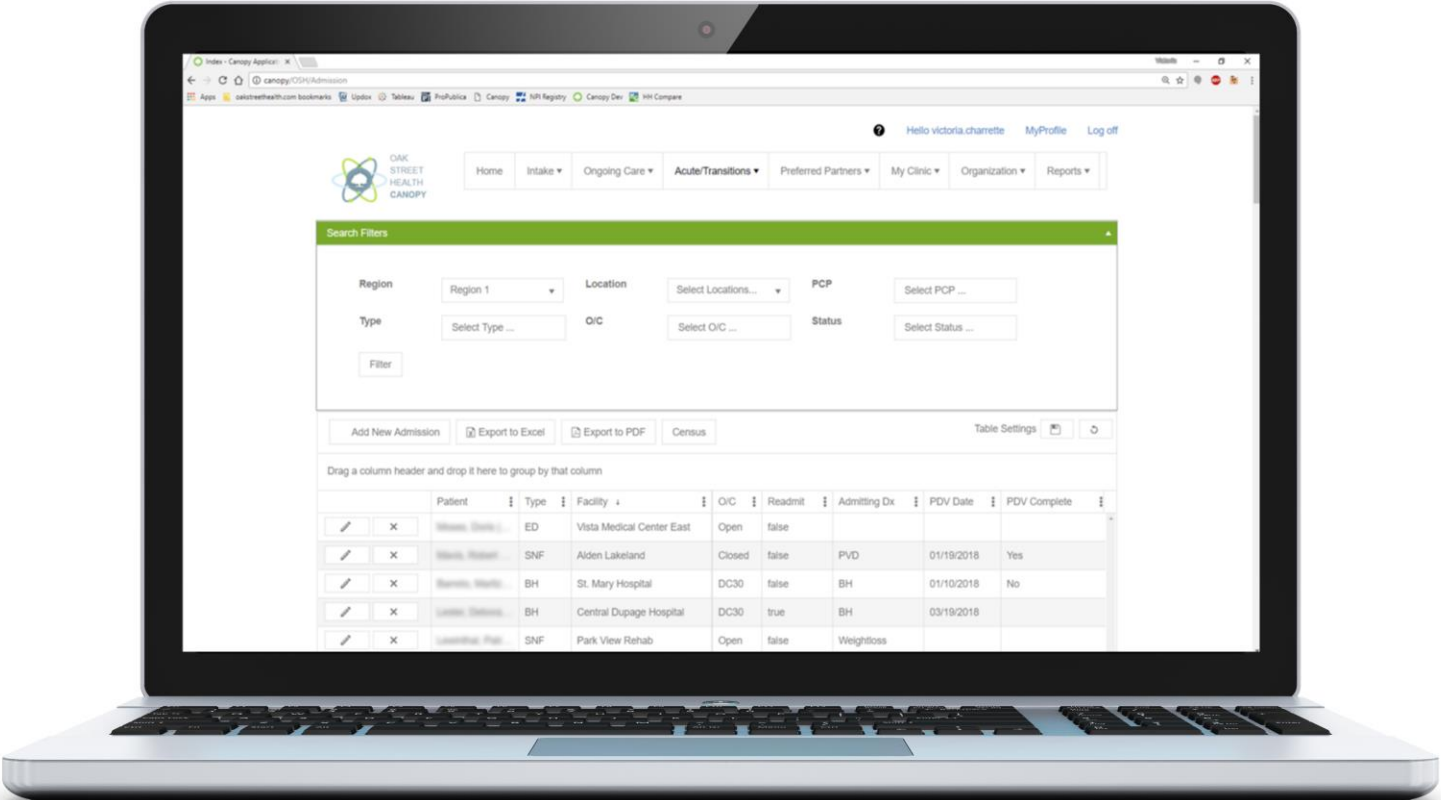 Index - Canopy Applicati
Victoria
canopy/OSH/Admission
Apps oakstreethealth.com bookmarks Updox Tableau ProPublica Canopy NPI Registry Canopy Dev HH Compare
Hello victoria.charrette MyProfile Log off
OAK
STREET
HEALTH
CANOPY
Home Intake Ongoing Care Acute/Transitions Preferred Partners My Clinic Organization Reports
Search Filters
Region Region 1 Location Select Locations... PCP Select PCP ...
Type Select Type ... O/C Select O/C ... Status Select Status ...
Filter
Add New Admission Export to Excel Export to PDF Census Table Settings
Drag a column header and drop it here to group by that column
Patient Type Facility ↓ O/C Readmit Admitting Dx PDV Date PDV Complete
ED Vista Medical Center East Open false
SNF Alden Lakeland Closed false PVD 01/19/2018 Yes
BH St. Mary Hospital DC30 false BH 01/10/2018 No
BH Central Dupage Hospital DC30 true BH 03/19/2018
SNF Park View Rehab Open false Weightloss